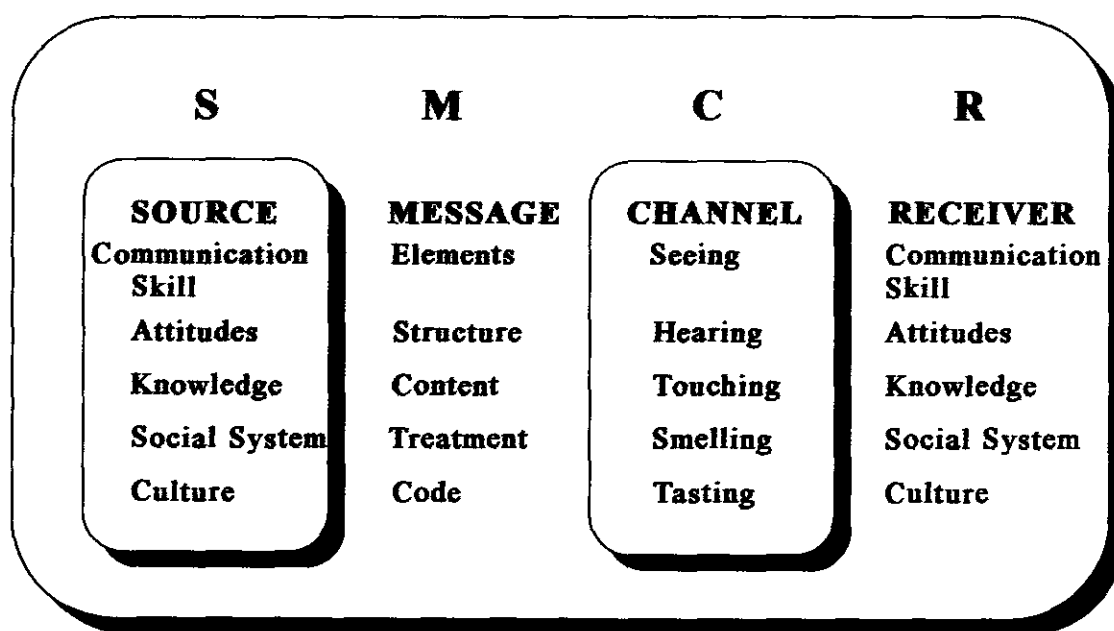 S M C R
SOURCE MESSAGE CHANNEL RECEIVER
Communication Elements Seeing Communication
Skill Skill
Attitudes Structure Hearing Attitudes
Knowledge Content Touching Knowledge
Social System Treatment Smelling Social System
Culture Code Tasting Culture